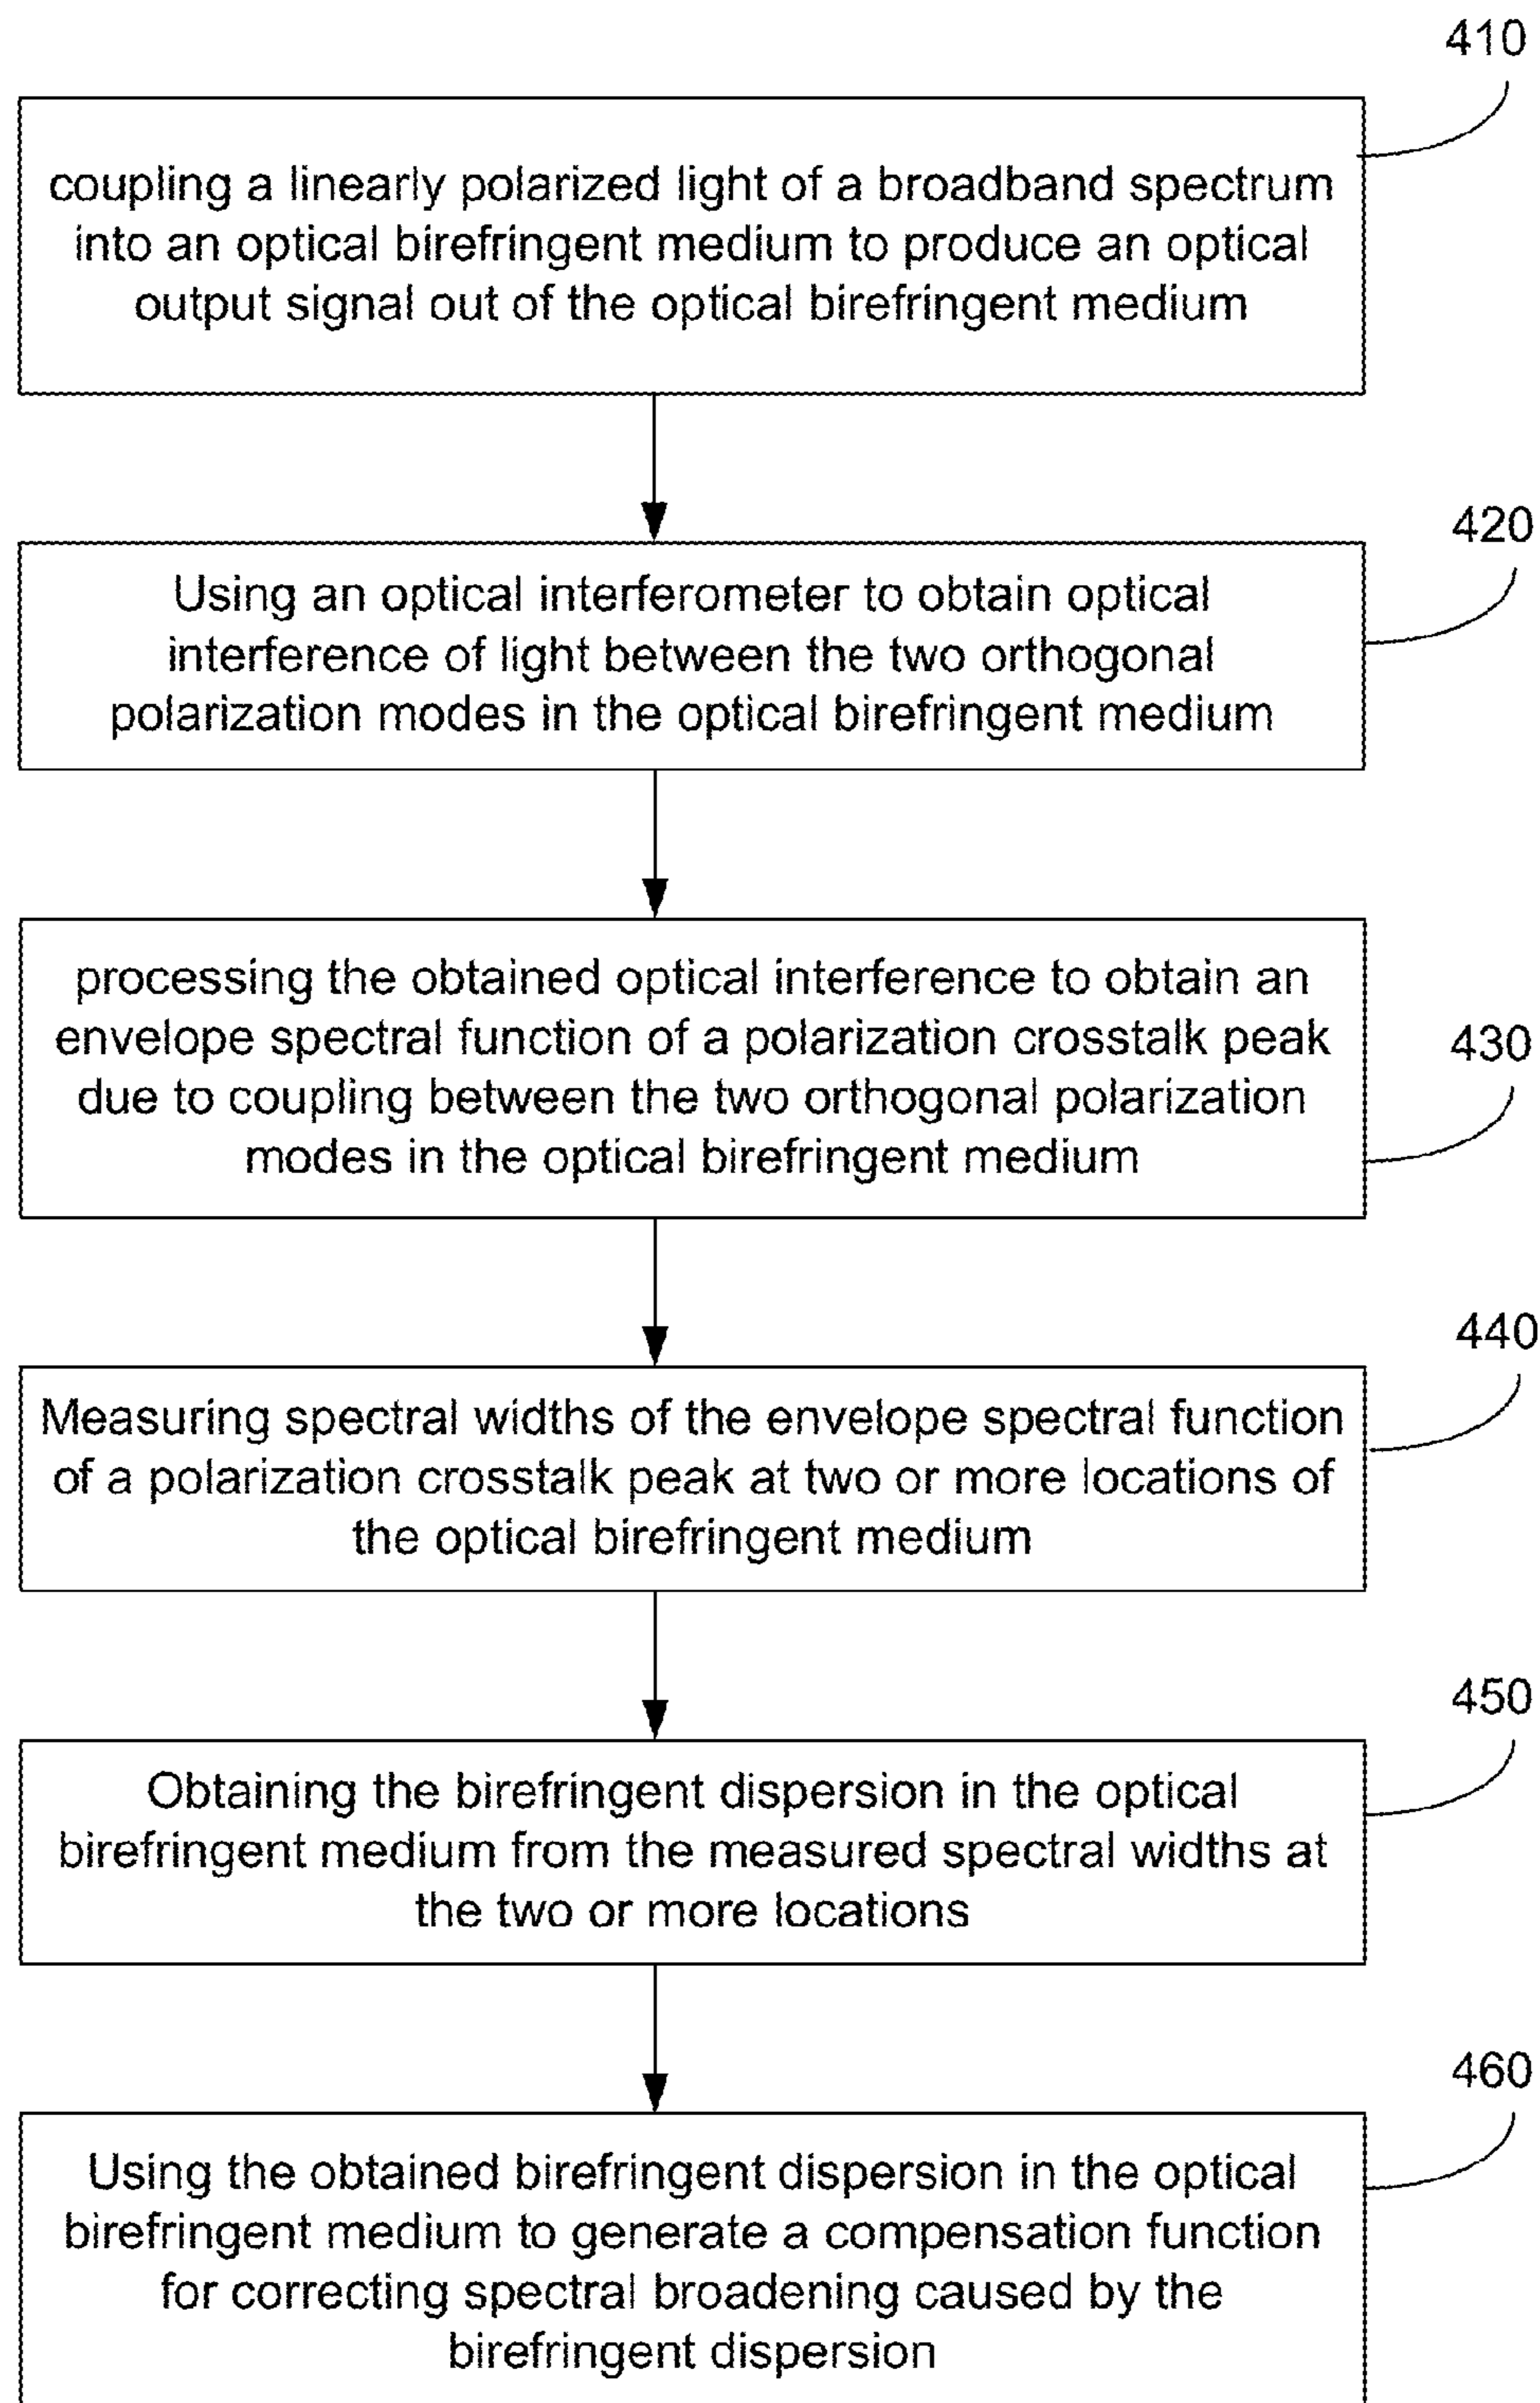 410
coupling a linearly polarized light of a broadband spectrum
into an optical birefringent medium to produce an optical
output signal out of the optical birefringent medium
420
Using an optical interferometer to obtain optical
interference of light between the two orthogonal
polarization modes in the optical birefringent medium
430
processing the obtained optical interference to obtain an
envelope spectral function of a polarization crosstalk peak
due to coupling between the two orthogonal polarization
modes in the optical birefringent medium
440
Measuring spectral widths of the envelope spectral function
of a polarization crosstalk peak at two or more locations of
the optical birefringent medium
450
Obtaining the birefringent dispersion in the optical
birefringent medium from the measured spectral widths at
the two or more locations
460
Using the obtained birefringent dispersion in the optical
birefringent medium to generate a compensation function
for correcting spectral broadening caused by the
birefringent dispersion